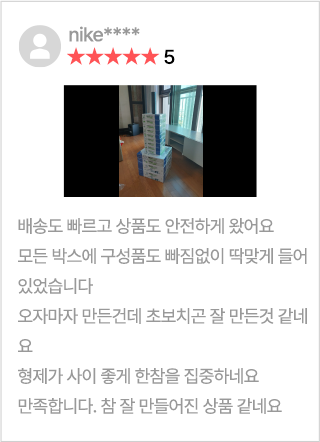 nike****
★★★★★ 5
배송도 빠르고 상품도 안전하게 왔어요
모든 박스에 구성품도 빠짐없이 딱맞게 들어
있었습니다
오자마자 만든건데 초보치곤 잘 만든것 같네
요
형제가 사이 좋게 한참을 집중하네요
만족합니다. 참 잘 만들어진 상품 같네요